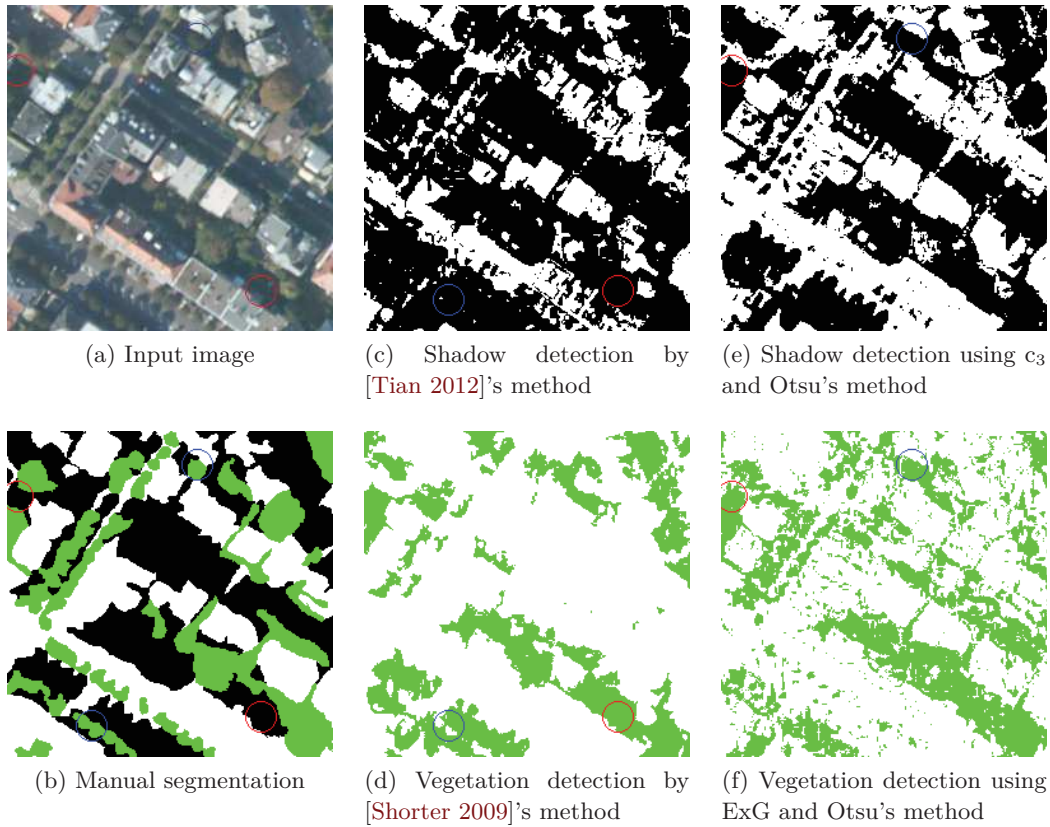 (a) Input image
(c) Shadow detection by
[Tian 2012]'s method
(e) Shadow detection using c₃
and Otsu's method
(b) Manual segmentation
(d) Vegetation detection by
[Shorter 2009]'s method
(f) Vegetation detection using
ExG and Otsu's method